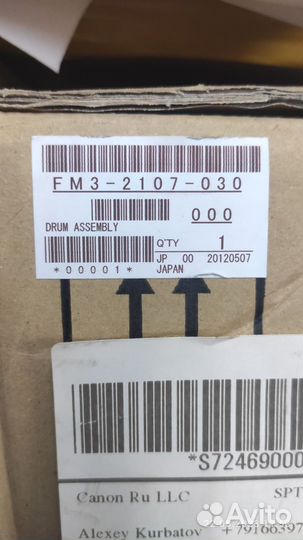 FM3-2107-030
000
DRUM ASSEMBLY
Q'TY 1
JP 00 20120507
*00001* JAPAN
*S72469000
Canon Ru LLC SPT
Alexey Kurbatov +79166397
Avito